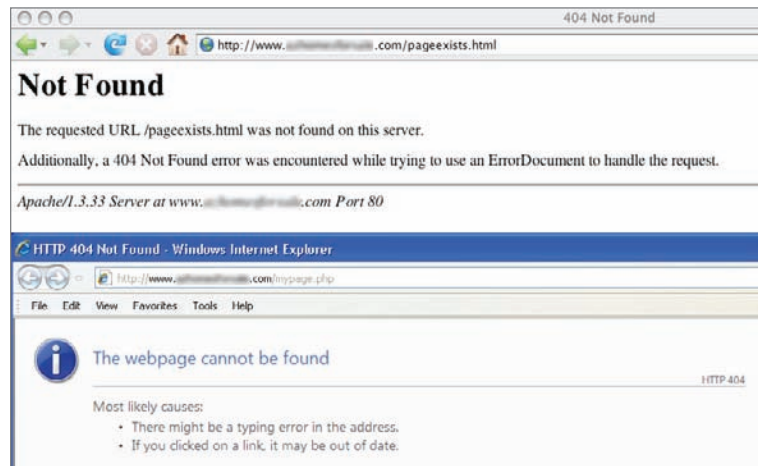 404 Not Found
http://www. .com/pageexists.html
Not Found
The requested URL /pageexists.html was not found on this server.
Additionally, a 404 Not Found error was encountered while trying to use an ErrorDocument to handle the request.
Apache/1.3.33 Server at www. .com Port 80
HTTP 404 Not Found - Windows Internet Explorer
http://www. .com/mypage.php
File Edit View Favorites Tools Help
The webpage cannot be found
HTTP 404
Most likely causes:
• There might be a typing error in the address.
• If you clicked on a link, it may be out of date.